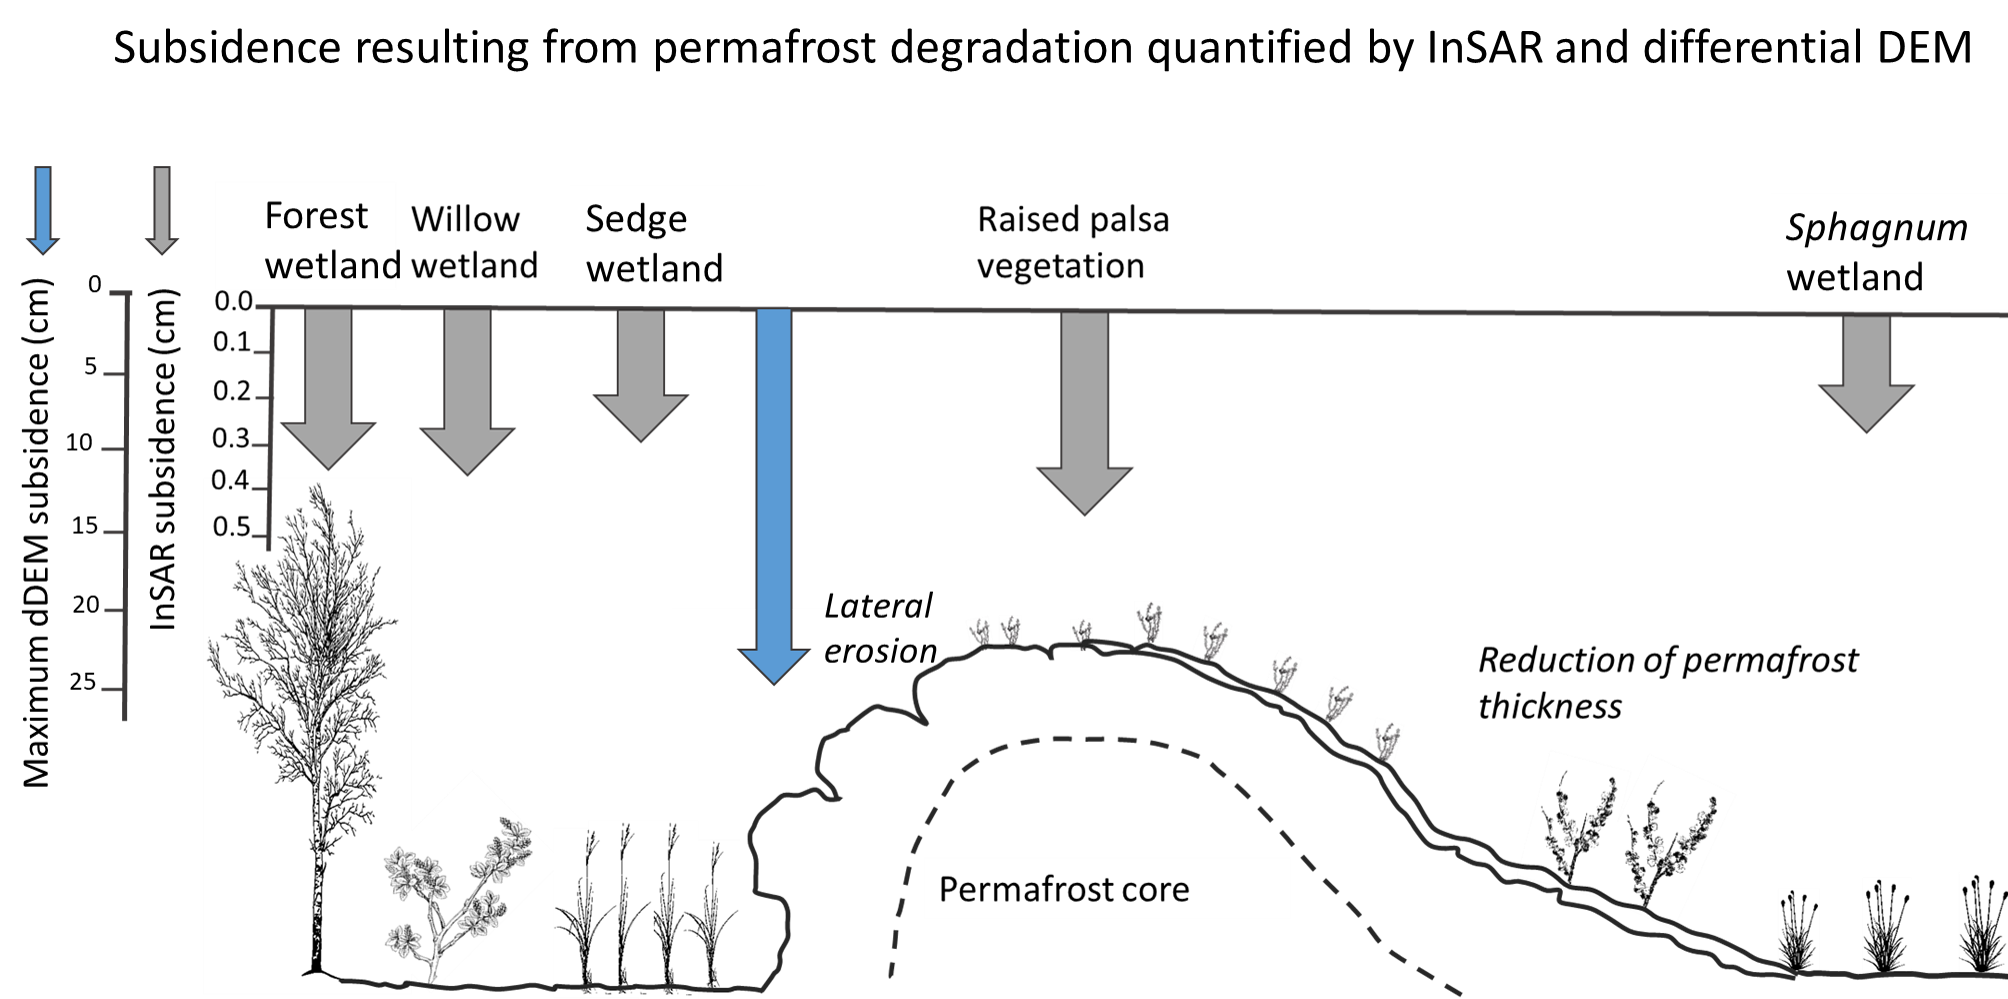 Subsidence resulting from permafrost degradation quantified by InSAR and differential DEM
Maximum dDEM subsidence (cm)
0
5
10
15
20
25
InSAR subsidence (cm)
0.0
0.1
0.2
0.3
0.4
0.5
Forest
wetland
Willow
wetland
Sedge
wetland
Raised palsa
vegetation
Sphagnum
wetland
Lateral
erosion
Reduction of permafrost
thickness
Permafrost core